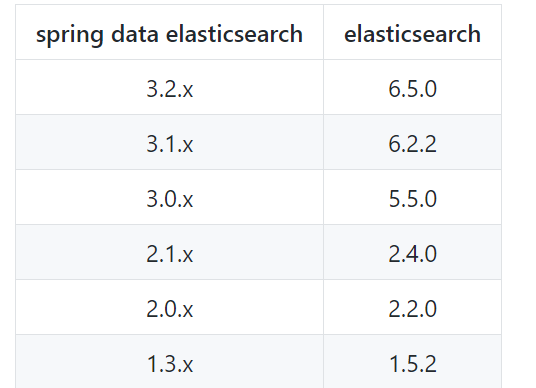 spring data elasticsearch elasticsearch
3.2.x 6.5.0
3.1.x 6.2.2
3.0.x 5.5.0
2.1.x 2.4.0
2.0.x 2.2.0
1.3.x 1.5.2